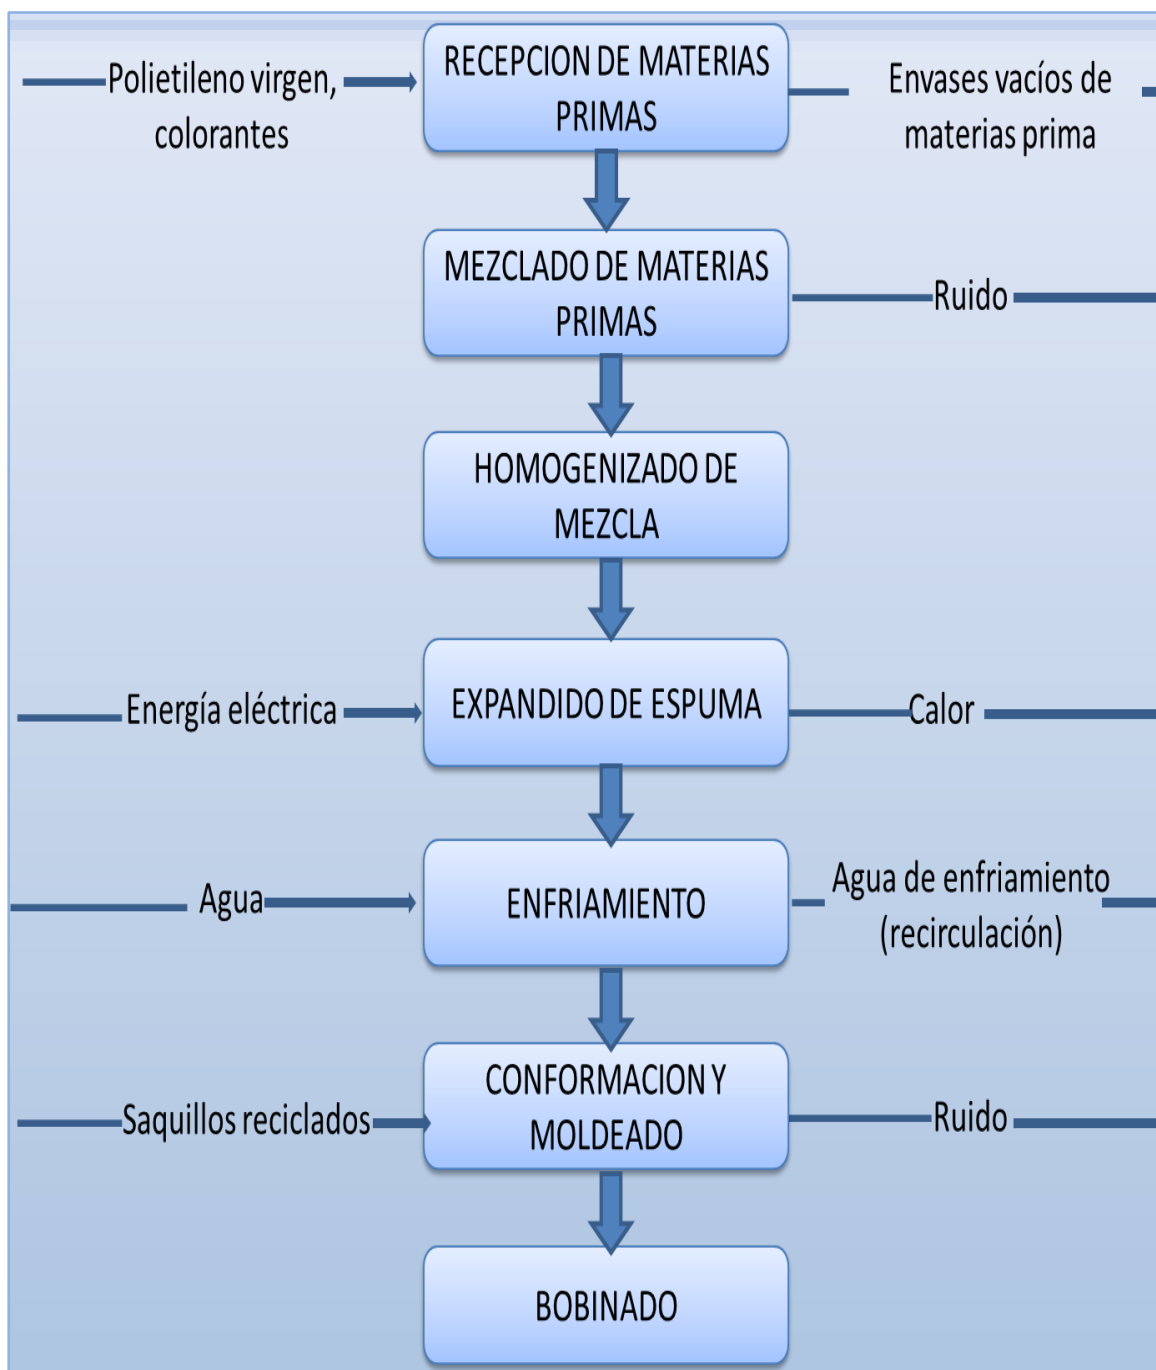 Polietileno virgen,
colorantes
RECEPCION DE MATERIAS
PRIMAS
Envases vacíos de
materias prima
MEZCLADO DE MATERIAS
PRIMAS
Ruido
HOMOGENIZADO DE
MEZCLA
Energía eléctrica
EXPANDIDO DE ESPUMA
Calor
Agua
ENFRIAMIENTO
Agua de enfriamiento
(recirculación)
Saquillos reciclados
CONFORMACION Y
MOLDEADO
Ruido
BOBINADO